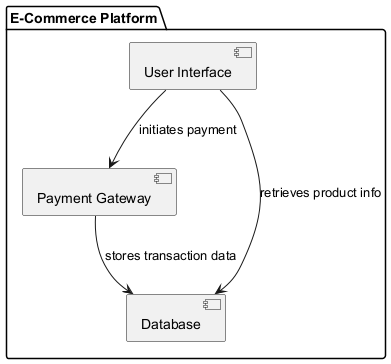 E-Commerce Platform
User Interface
initiates payment
Payment Gateway
retrieves product info
stores transaction data
Database